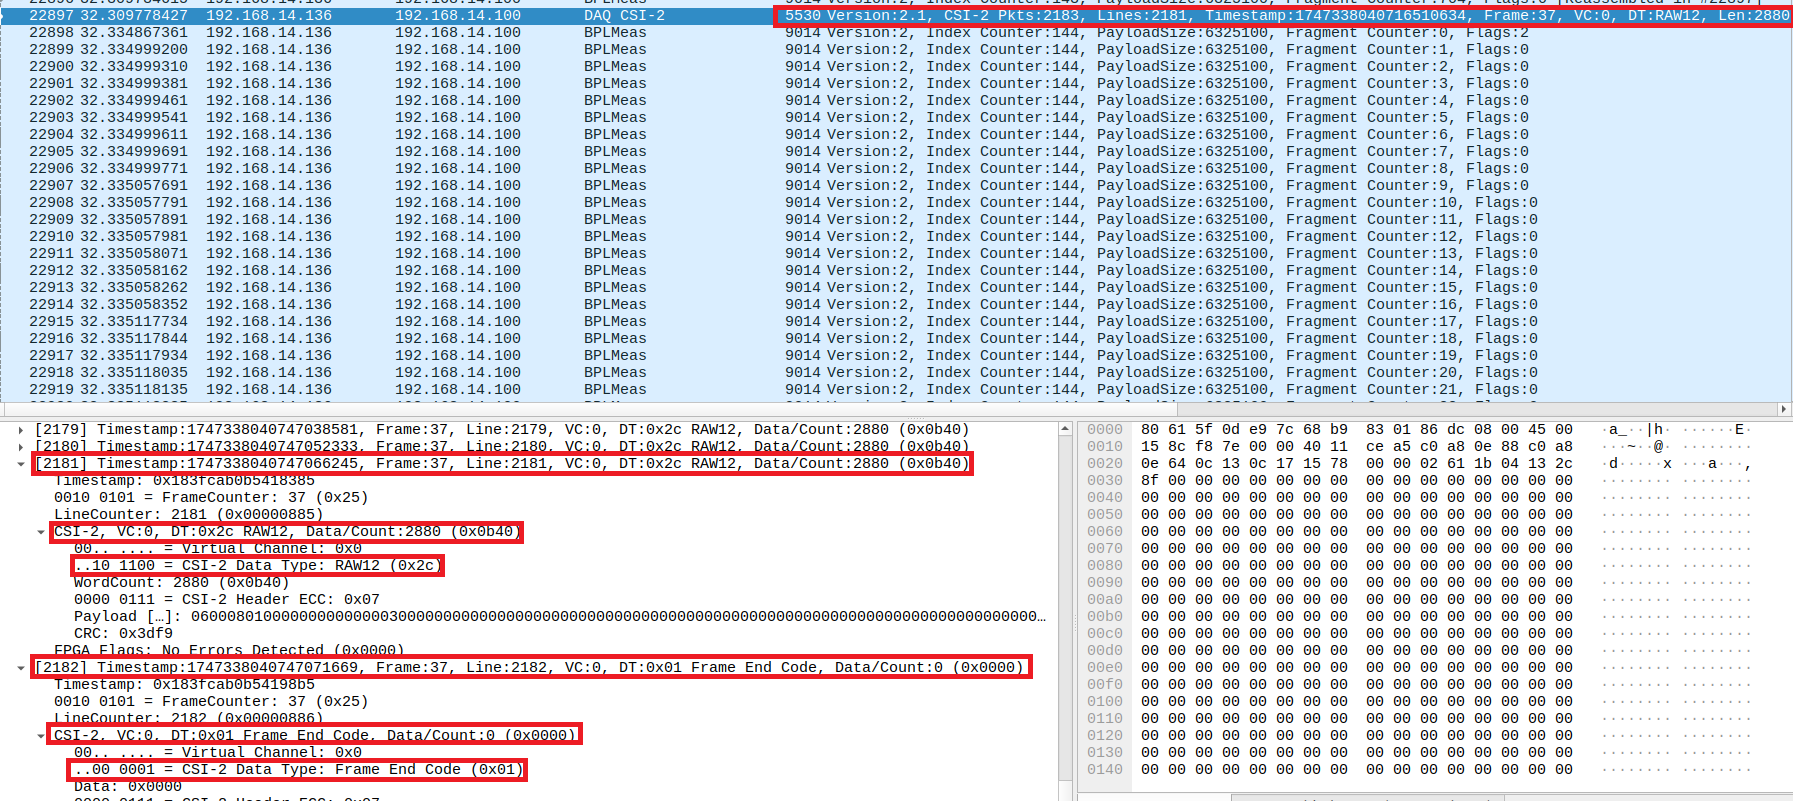 22897 32.309778427 192.168.14.136 192.168.14.100 DAQ CSI-2 5530 Version:2.1, CSI-2 Pkts:2183, Lines:2181, Timestamp:1747338040716510634, Frame:37, VC:0, DT:RAW12, Len:2880
22898 32.334867361 192.168.14.136 192.168.14.100 BPLMeas 9014 Version:2, Index Counter:144, PayloadSize:6325100, Fragment Counter:0, Flags:2
22899 32.334999200 192.168.14.136 192.168.14.100 BPLMeas 9014 Version:2, Index Counter:144, PayloadSize:6325100, Fragment Counter:1, Flags:0
22900 32.334999310 192.168.14.136 192.168.14.100 BPLMeas 9014 Version:2, Index Counter:144, PayloadSize:6325100, Fragment Counter:2, Flags:0
22901 32.334999381 192.168.14.136 192.168.14.100 BPLMeas 9014 Version:2, Index Counter:144, PayloadSize:6325100, Fragment Counter:3, Flags:0
22902 32.334999461 192.168.14.136 192.168.14.100 BPLMeas 9014 Version:2, Index Counter:144, PayloadSize:6325100, Fragment Counter:4, Flags:0
22903 32.334999541 192.168.14.136 192.168.14.100 BPLMeas 9014 Version:2, Index Counter:144, PayloadSize:6325100, Fragment Counter:5, Flags:0
22904 32.334999611 192.168.14.136 192.168.14.100 BPLMeas 9014 Version:2, Index Counter:144, PayloadSize:6325100, Fragment Counter:6, Flags:0
22905 32.334999691 192.168.14.136 192.168.14.100 BPLMeas 9014 Version:2, Index Counter:144, PayloadSize:6325100, Fragment Counter:7, Flags:0
22906 32.334999771 192.168.14.136 192.168.14.100 BPLMeas 9014 Version:2, Index Counter:144, PayloadSize:6325100, Fragment Counter:8, Flags:0
22907 32.335057691 192.168.14.136 192.168.14.100 BPLMeas 9014 Version:2, Index Counter:144, PayloadSize:6325100, Fragment Counter:9, Flags:0
22908 32.335057791 192.168.14.136 192.168.14.100 BPLMeas 9014 Version:2, Index Counter:144, PayloadSize:6325100, Fragment Counter:10, Flags:0
22909 32.335057891 192.168.14.136 192.168.14.100 BPLMeas 9014 Version:2, Index Counter:144, PayloadSize:6325100, Fragment Counter:11, Flags:0
22910 32.335057981 192.168.14.136 192.168.14.100 BPLMeas 9014 Version:2, Index Counter:144, PayloadSize:6325100, Fragment Counter:12, Flags:0
22911 32.335058071 192.168.14.136 192.168.14.100 BPLMeas 9014 Version:2, Index Counter:144, PayloadSize:6325100, Fragment Counter:13, Flags:0
22912 32.335058162 192.168.14.136 192.168.14.100 BPLMeas 9014 Version:2, Index Counter:144, PayloadSize:6325100, Fragment Counter:14, Flags:0
22913 32.335058262 192.168.14.136 192.168.14.100 BPLMeas 9014 Version:2, Index Counter:144, PayloadSize:6325100, Fragment Counter:15, Flags:0
22914 32.335058352 192.168.14.136 192.168.14.100 BPLMeas 9014 Version:2, Index Counter:144, PayloadSize:6325100, Fragment Counter:16, Flags:0
22915 32.335117734 192.168.14.136 192.168.14.100 BPLMeas 9014 Version:2, Index Counter:144, PayloadSize:6325100, Fragment Counter:17, Flags:0
22916 32.335117844 192.168.14.136 192.168.14.100 BPLMeas 9014 Version:2, Index Counter:144, PayloadSize:6325100, Fragment Counter:18, Flags:0
22917 32.335117934 192.168.14.136 192.168.14.100 BPLMeas 9014 Version:2, Index Counter:144, PayloadSize:6325100, Fragment Counter:19, Flags:0
22918 32.335118035 192.168.14.136 192.168.14.100 BPLMeas 9014 Version:2, Index Counter:144, PayloadSize:6325100, Fragment Counter:20, Flags:0
22919 32.335118135 192.168.14.136 192.168.14.100 BPLMeas 9014 Version:2, Index Counter:144, PayloadSize:6325100, Fragment Counter:21, Flags:0
[2179] Timestamp:1747338040747038581, Frame:37, Line:2179, VC:0, DT:0x2c RAW12, Data/Count:2880 (0x0b40)
[2180] Timestamp:1747338040747052333, Frame:37, Line:2180, VC:0, DT:0x2c RAW12, Data/Count:2880 (0x0b40)
[2181] Timestamp:1747338040747066245, Frame:37, Line:2181, VC:0, DT:0x2c RAW12, Data/Count:2880 (0x0b40)
Timestamp: 0x183fcab0b5418385
0010 0101 = FrameCounter: 37 (0x25)
LineCounter: 2181 (0x00000885)
CSI-2, VC:0, DT:0x2c RAW12, Data/Count:2880 (0x0b40)
00.. .... = Virtual Channel: 0x0
..10 1100 = CSI-2 Data Type: RAW12 (0x2c)
WordCount: 2880 (0x0b40)
0000 0111 = CSI-2 Header ECC: 0x07
CRC: 0x3df9
FPGA Flags: No Errors Detected (0x0000)
[2182] Timestamp:1747338040747071669, Frame:37, Line:2182, VC:0, DT:0x01 Frame End Code, Data/Count:0 (0x0000)
Timestamp: 0x183fcab0b54198b5
0010 0101 = FrameCounter: 37 (0x25)
LineCounter: 2182 (0x00000886)
CSI-2, VC:0, DT:0x01 Frame End Code, Data/Count:0 (0x0000)
00.. .... = Virtual Channel: 0x0
..00 0001 = CSI-2 Data Type: Frame End Code (0x01)
Data: 0x0000
0000 80 61 5f 0d e9 7c 68 b9 83 01 86 dc 08 00 45 00 ·a_··|h· ······E·
0010 15 8c f8 7e 00 00 40 11 ce a5 c0 a8 0e 88 c0 a8 ···~··@· ········
0020 0e 64 0c 13 0c 17 15 78 00 00 02 61 1b 04 13 2c ·d·····x ···a···,
0030 8f 00 00 00 00 00 00 00 00 00 00 00 00 00 00 00 ········ ········
0040 00 00 00 00 00 00 00 00 00 00 00 00 00 00 00 00 ········ ········
0050 00 00 00 00 00 00 00 00 00 00 00 00 00 00 00 00 ········ ········
0060 00 00 00 00 00 00 00 00 00 00 00 00 00 00 00 00 ········ ········
0070 00 00 00 00 00 00 00 00 00 00 00 00 00 00 00 00 ········ ········
0080 00 00 00 00 00 00 00 00 00 00 00 00 00 00 00 00 ········ ········
0090 00 00 00 00 00 00 00 00 00 00 00 00 00 00 00 00 ········ ········
00a0 00 00 00 00 00 00 00 00 00 00 00 00 00 00 00 00 ········ ········
00b0 00 00 00 00 00 00 00 00 00 00 00 00 00 00 00 00 ········ ········
00c0 00 00 00 00 00 00 00 00 00 00 00 00 00 00 00 00 ········ ········
00d0 00 00 00 00 00 00 00 00 00 00 00 00 00 00 00 00 ········ ········
00e0 00 00 00 00 00 00 00 00 00 00 00 00 00 00 00 00 ········ ········
00f0 00 00 00 00 00 00 00 00 00 00 00 00 00 00 00 00 ········ ········
0100 00 00 00 00 00 00 00 00 00 00 00 00 00 00 00 00 ········ ········
0110 00 00 00 00 00 00 00 00 00 00 00 00 00 00 00 00 ········ ········
0120 00 00 00 00 00 00 00 00 00 00 00 00 00 00 00 00 ········ ········
0130 00 00 00 00 00 00 00 00 00 00 00 00 00 00 00 00 ········ ········
0140 00 00 00 00 00 00 00 00 00 00 00 00 00 00 00 00 ········ ········